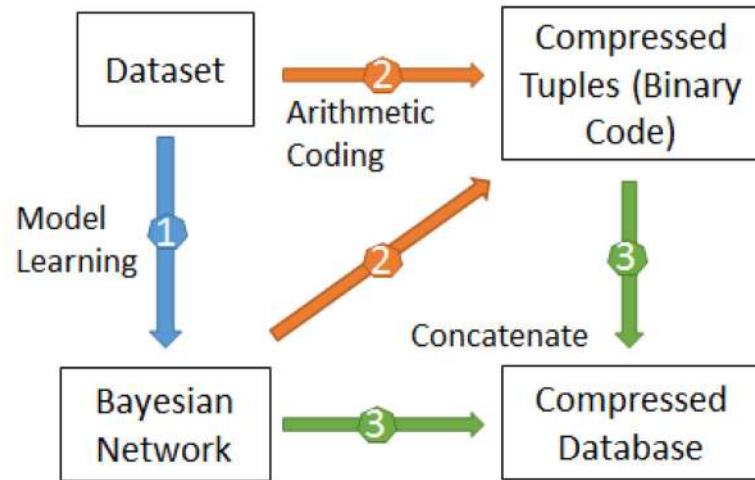 Dataset
2
Arithmetic
Coding
Compressed
Tuples (Binary
Code)
Model
Learning
1
2
3
Concatenate
Bayesian
Network
3
Compressed
Database